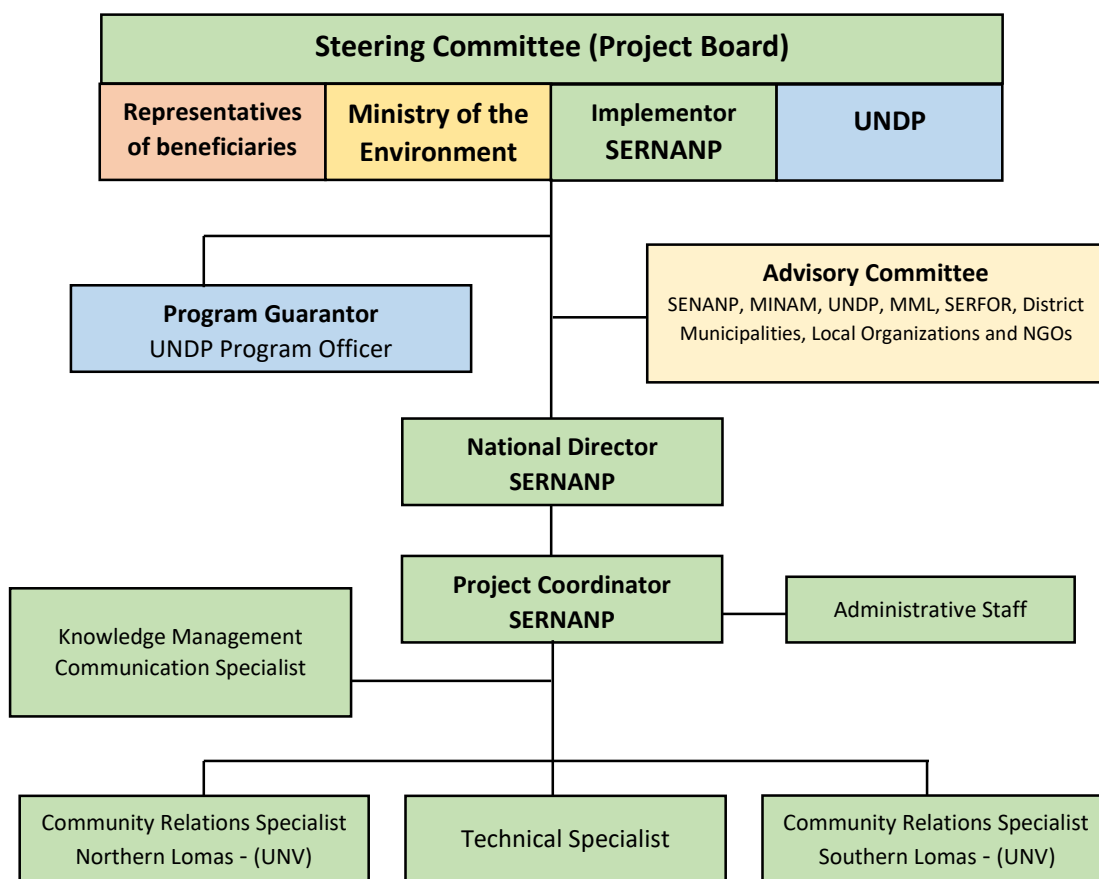 Steering Committee (Project Board)
Representatives
of beneficiaries
Ministry of the
Environment
Implementor
SERNANP
UNDP
Program Guarantor
UNDP Program Officer
Advisory Committee
SENANP, MINAM, UNDP, MML, SERFOR, District
Municipalities, Local Organizations and NGOs
National Director
SERNANP
Project Coordinator
SERNANP
Administrative Staff
Knowledge Management
Communication Specialist
Community Relations Specialist
Northern Lomas - (UNV)
Technical Specialist
Community Relations Specialist
Southern Lomas - (UNV)